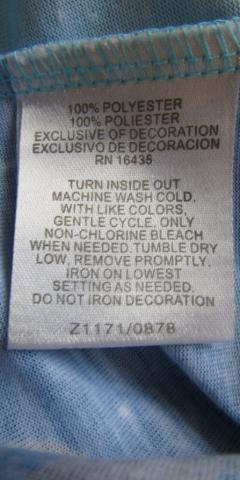 100% POLYESTER
100% POLIESTER
EXCLUSIVE OF DECORATION
EXCLUSIVO DE DECORACION
RN 16435
TURN INSIDE OUT
MACHINE WASH COLD,
WITH LIKE COLORS,
GENTLE CYCLE, ONLY
NON-CHLORINE BLEACH
WHEN NEEDED. TUMBLE DRY
LOW, REMOVE PROMPTLY.
IRON ON LOWEST
SETTING AS NEEDED.
DO NOT IRON DECORATION
Z1171/0878